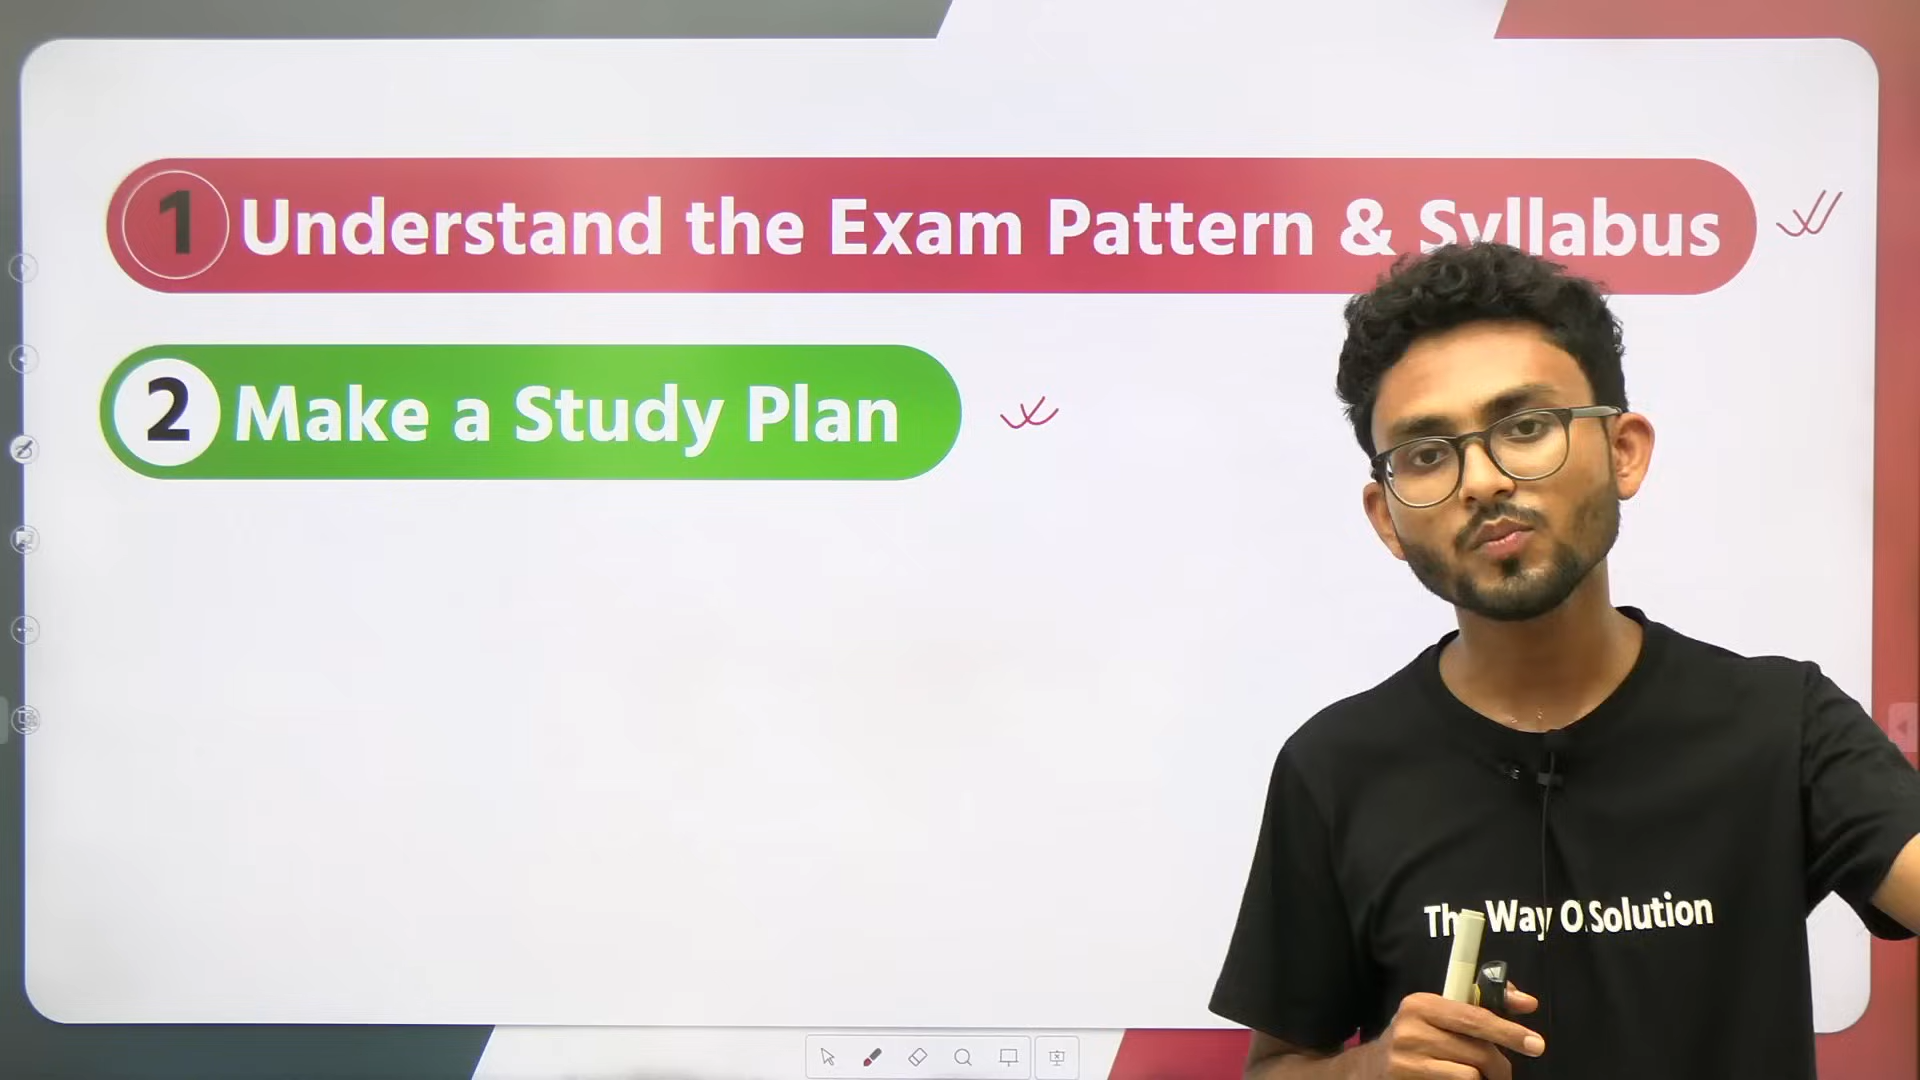 1 Understand the Exam Pattern & Syllabus
2 Make a Study Plan
Way Solution